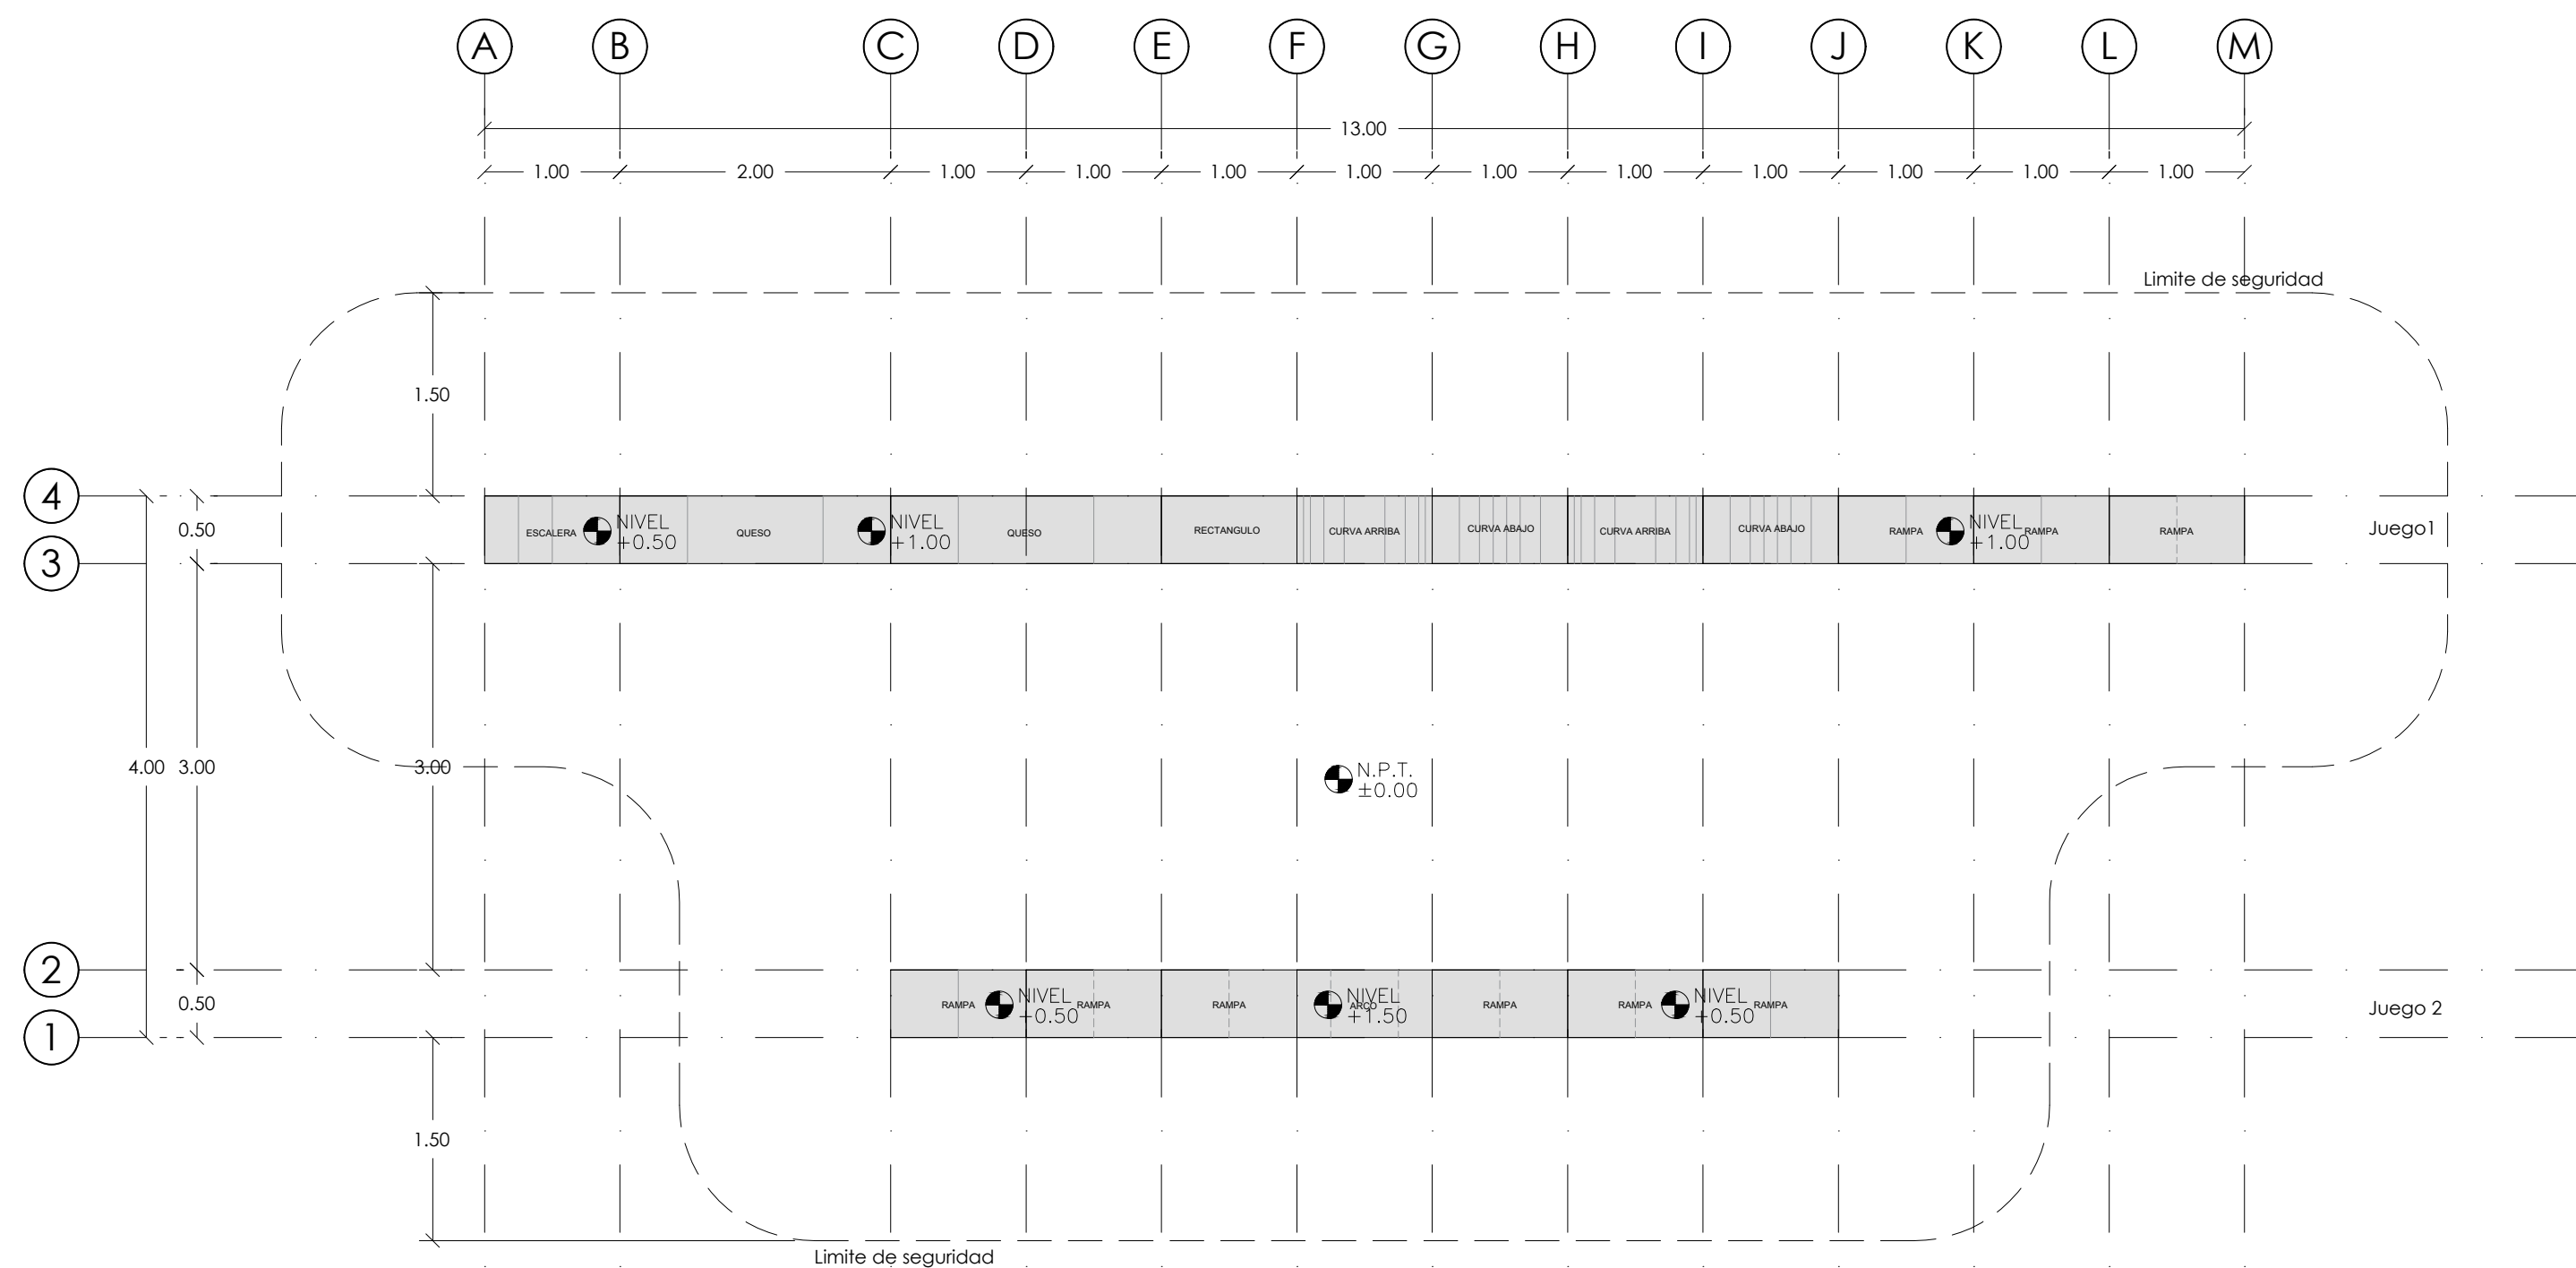 A B C D E F G H I J K L M
13.00
1.00 2.00 1.00 1.00 1.00 1.00 1.00 1.00 1.00 1.00 1.00 1.00
Limite de seguridad
1.50
4
0.50
3
ESCALERA
NIVEL
+0.50
QUESO
NIVEL
+1.00
QUESO
RECTANGULO
CURVA ARRIBA
CURVA ABAJO
CURVA ARRIBA
CURVA ABAJO
RAMPA
NIVEL
+1.00
RAMPA
RAMPA
Juego1
4.00 3.00 3.00
N.P.T.
±0.00
2
0.50
1
RAMPA
NIVEL
+0.50
RAMPA
RAMPA
NIVEL
+1.50
ARCO
RAMPA
RAMPA
NIVEL
+0.50
RAMPA
Juego 2
1.50
Limite de seguridad